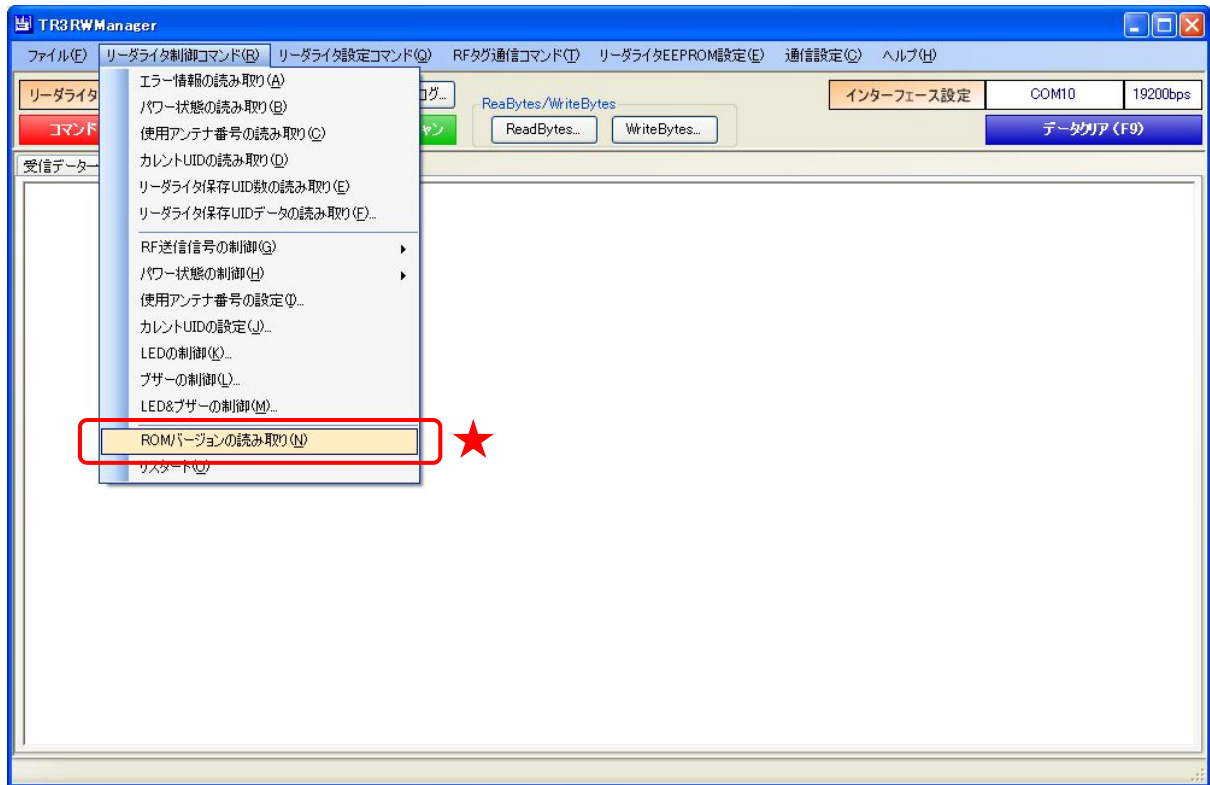 TR3RWManager
ファイル(F) リーダライタ制御コマンド(R) リーダライタ設定コマンド(Q) RFタグ通信コマンド(T) リーダライタEEPROM設定(E) 通信設定(C) ヘルプ(H)
リーダライタ
ログ...
ReaBytes/WriteBytes
インターフェース設定 COM10 19200bps
コマンド
ャン
ReadBytes... WriteBytes...
データクリア(F9)
受信データー
エラー情報の読み取り(A)
パワー状態の読み取り(B)
使用アンテナ番号の読み取り(C)
カレントUIDの読み取り(D)
リーダライタ保存UID数の読み取り(E)
リーダライタ保存UIDデータの読み取り(F)...
RF送信信号の制御(G)
パワー状態の制御(H)
使用アンテナ番号の設定(I)...
カレントUIDの設定(J)...
LEDの制御(K)...
ブザーの制御(L)...
LED&ブザーの制御(M)...
ROMバージョンの読み取り(N)
リスタート(O)